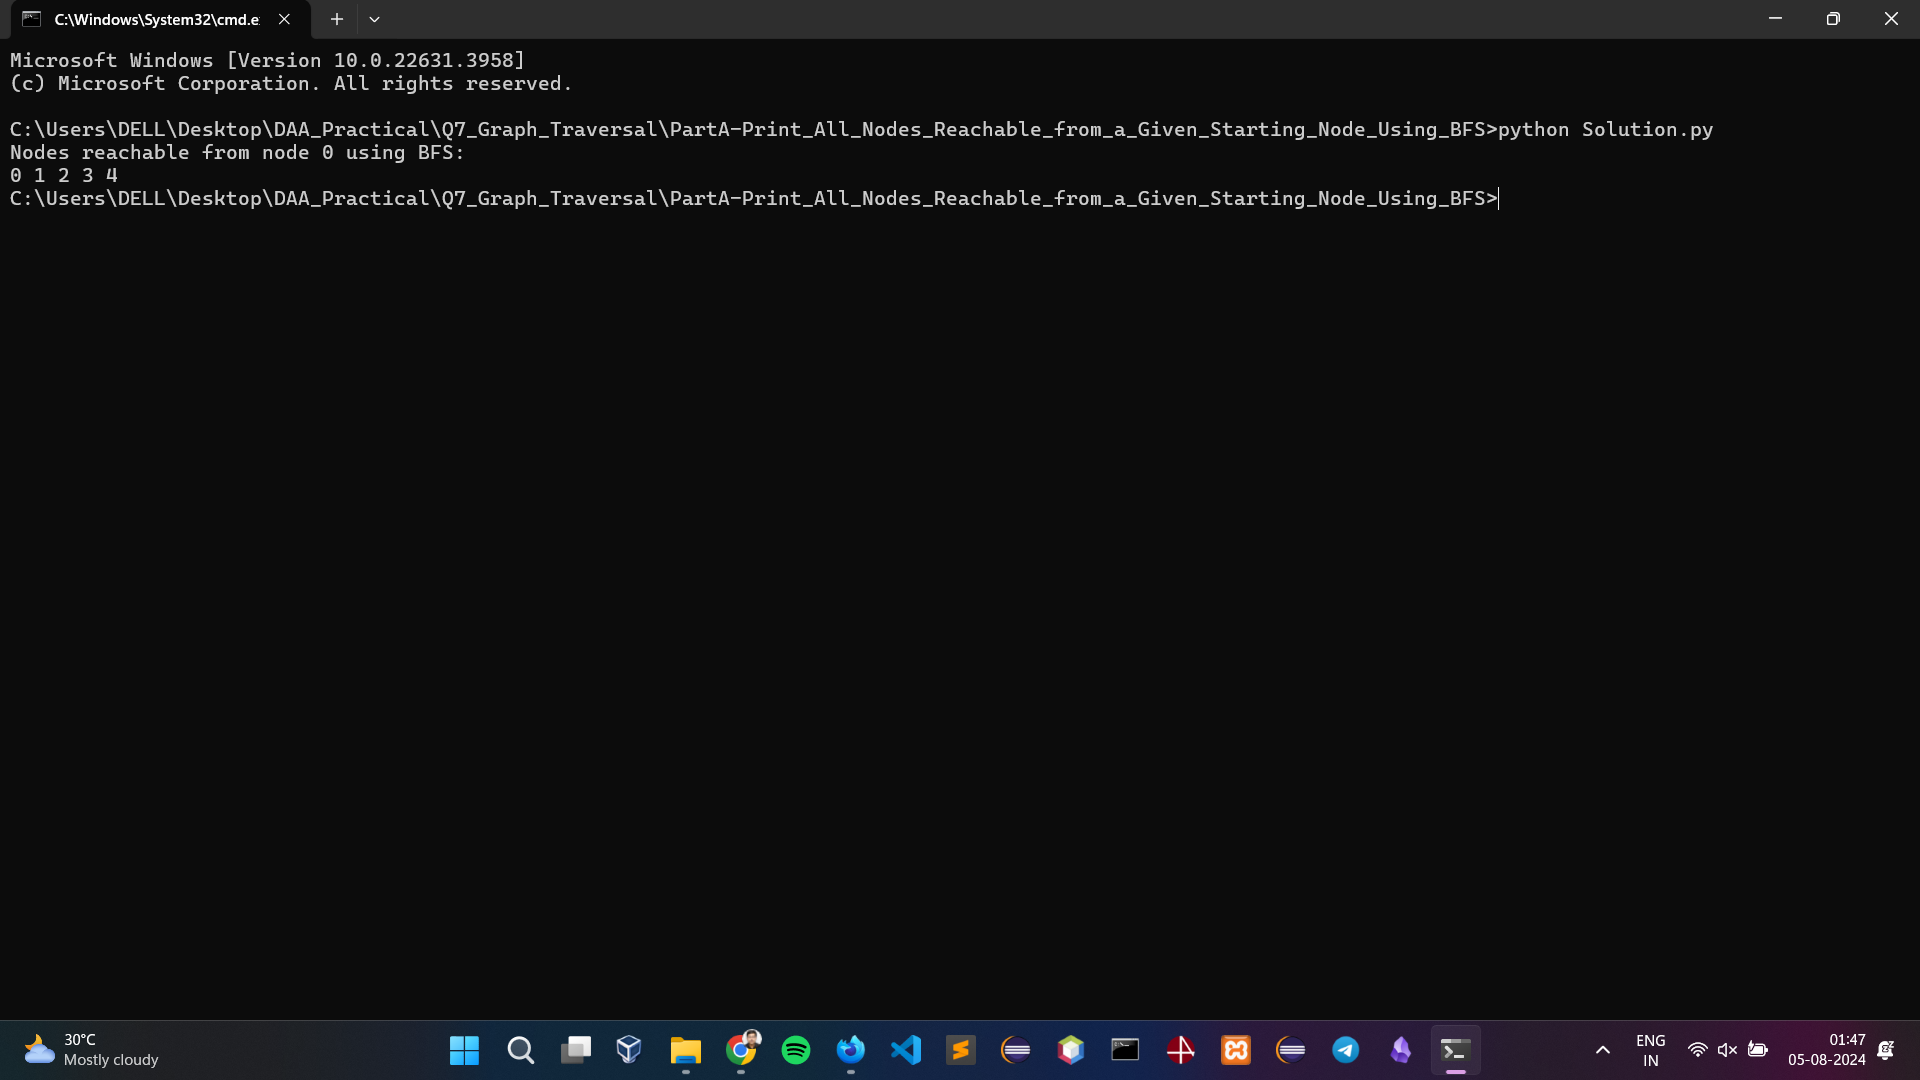 C:\Windows\System32\cmd.e
Microsoft Windows [Version 10.0.22631.3958]
(c) Microsoft Corporation. All rights reserved.
C:\Users\DELL\Desktop\DAA_Practical\Q7_Graph_Traversal\PartA-Print_All_Nodes_Reachable_from_a_Given_Starting_Node_Using_BFS>python Solution.py
Nodes reachable from node 0 using BFS:
0 1 2 3 4
C:\Users\DELL\Desktop\DAA_Practical\Q7_Graph_Traversal\PartA-Print_All_Nodes_Reachable_from_a_Given_Starting_Node_Using_BFS>
30°C
Mostly cloudy
ENG
IN
01:47
05-08-2024